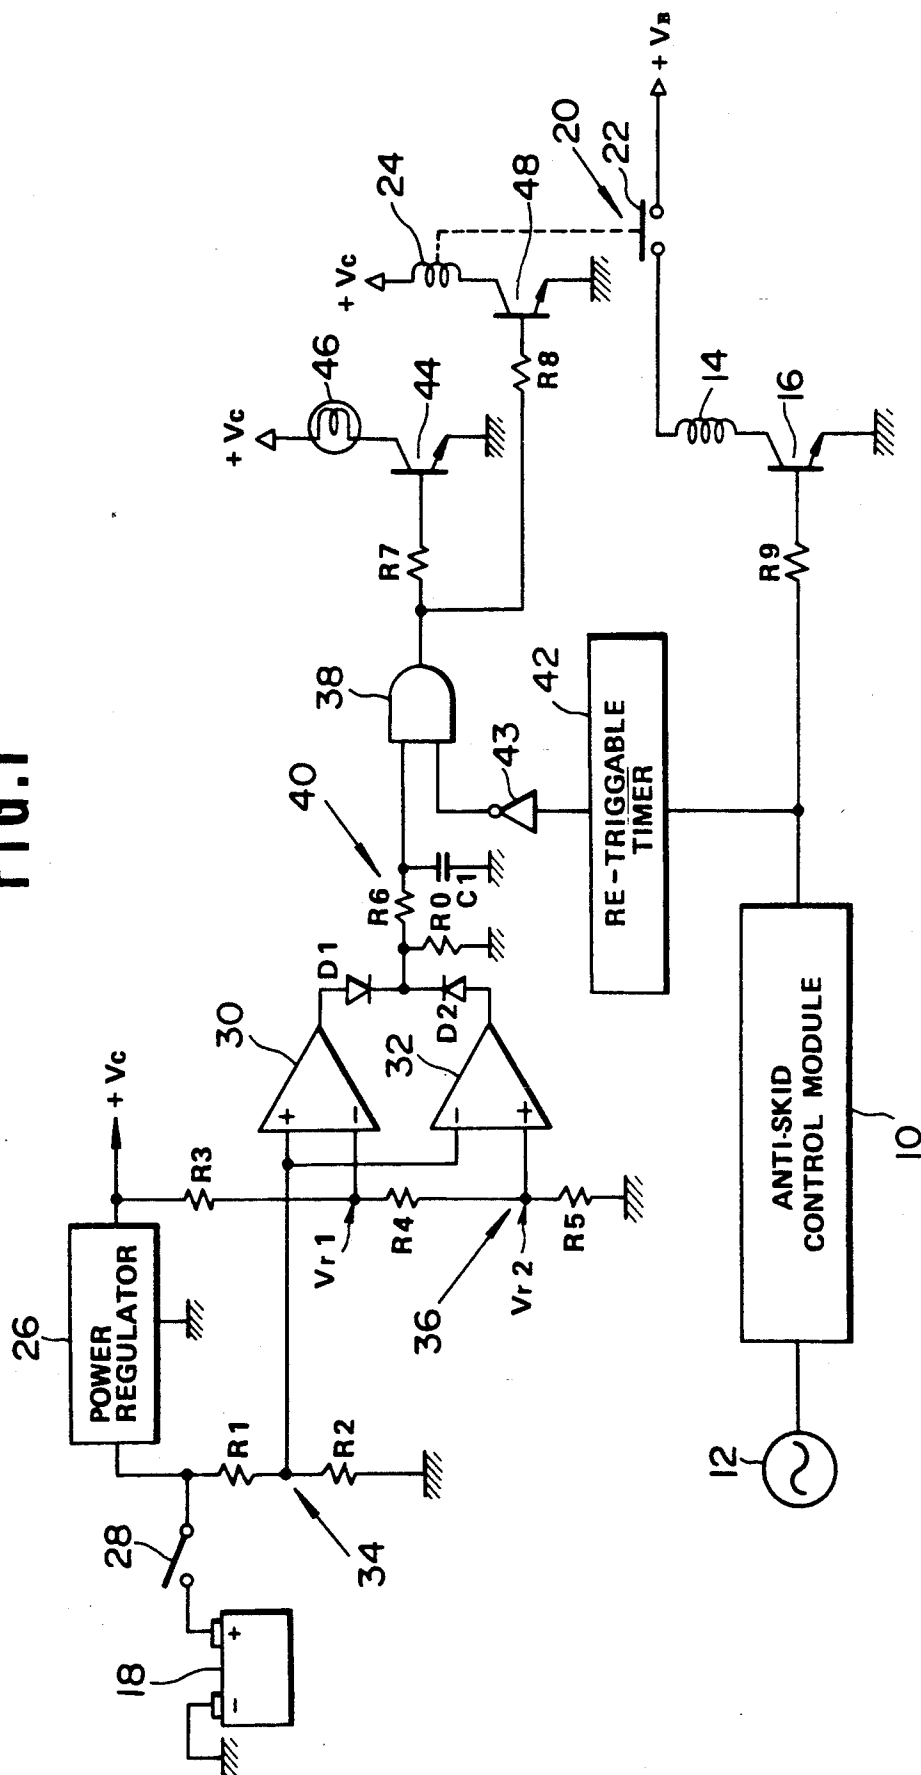 FIG.1
26
POWER
REGULATOR
+ Vc
28
R1
R2
34
18
+
-
R3
Vr1
R4
36
Vr2
R5
30
+
-
32
-
+
D1
D2
40
R6
R0
C1
38
43
42
RE-TRIGGABLE
TIMER
R7
+ Vc
46
44
+ Vc
24
48
R8
20
22
+ VB
14
16
R9
12
ANTI-SKID
CONTROL MODULE
10